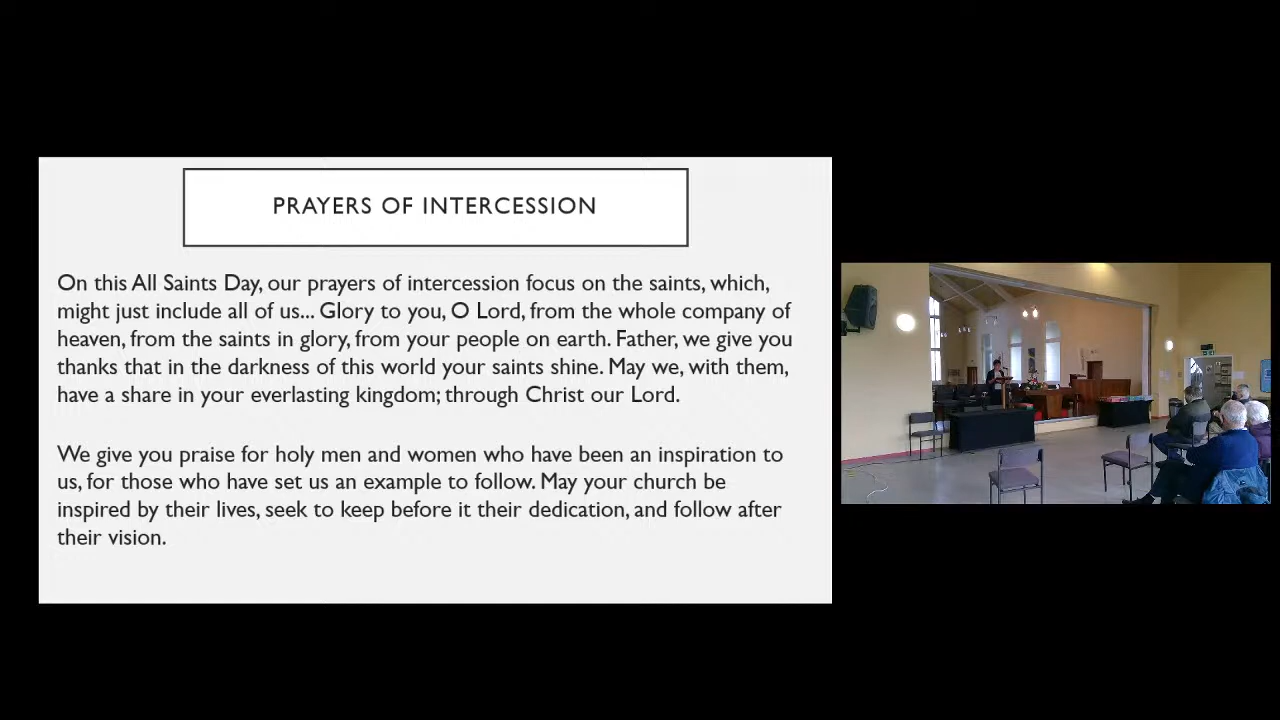 PRAYERS OF INTERCESSION
On this All Saints Day, our prayers of intercession focus on the saints, which,
might just include all of us... Glory to you, O Lord, from the whole company of
heaven, from the saints in glory, from your people on earth. Father, we give you
thanks that in the darkness of this world your saints shine. May we, with them,
have a share in your everlasting kingdom; through Christ our Lord.
We give you praise for holy men and women who have been an inspiration to
us, for those who have set us an example to follow. May your church be
inspired by their lives, seek to keep before it their dedication, and follow after
their vision.